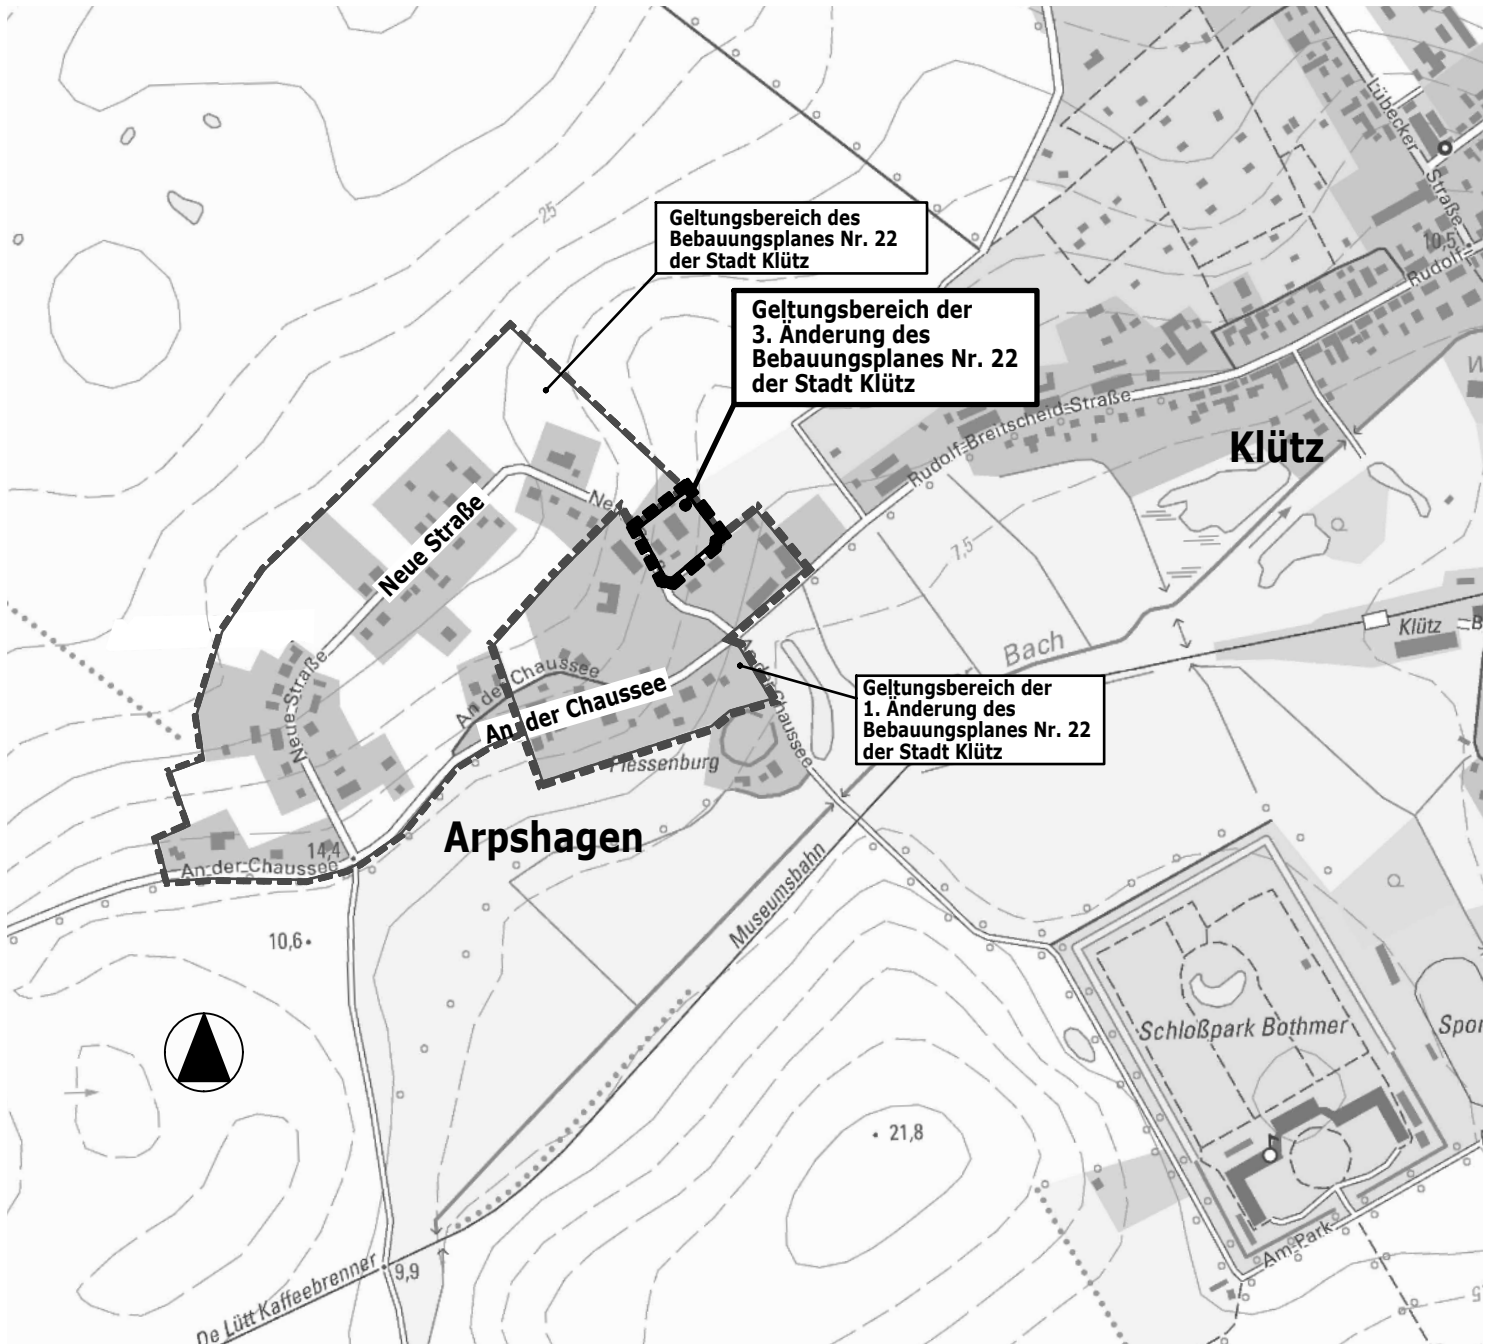 Lübecker
Straße
10,5
Rudolf-
25
Geltungsbereich des
Bebauungsplanes Nr. 22
der Stadt Klütz
Geltungsbereich der
3. Änderung des
Bebauungsplanes Nr. 22
der Stadt Klütz
Rudolf-Breitscheid-Straße
Klütz
W
Ne
Neue Straße
7,5
Bach
Klütz
B
Neue Straße
An der Chaussee
An der Chaussee
An der Chaussee
Geltungsbereich der
1. Änderung des
Bebauungsplanes Nr. 22
der Stadt Klütz
Plessenburg
Arpshagen
14,4
An der Chaussee
Museumsbahn
10,6
Schloßpark Bothmer
Spor
21,8
Am Park
9,9
De Lütt Kaffeebrenner